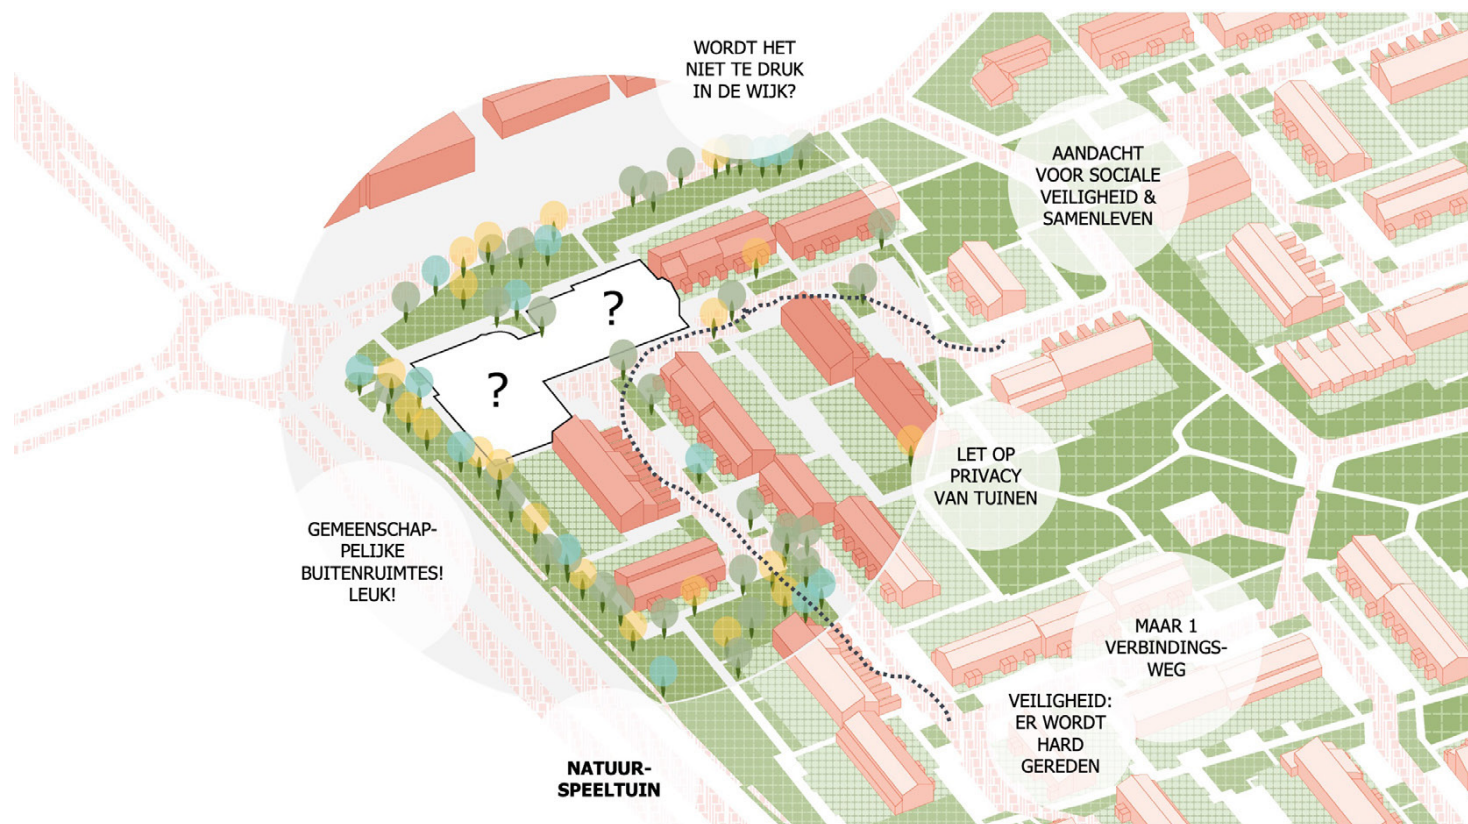 WORDT HET
NIET TE DRUK
IN DE WIJK?
AANDACHT
VOOR SOCIALE
VEILIGHEID &
SAMENLEVEN
?
?
LET OP
PRIVACY
VAN TUINEN
GEMEENSCHAP-
PELIJKE
BUITENRUIMTES!
LEUK!
MAAR 1
VERBINDINGS-
WEG
VEILIGHEID:
ER WORDT
HARD
GEREDEN
NATUUR-
SPEELTUIN